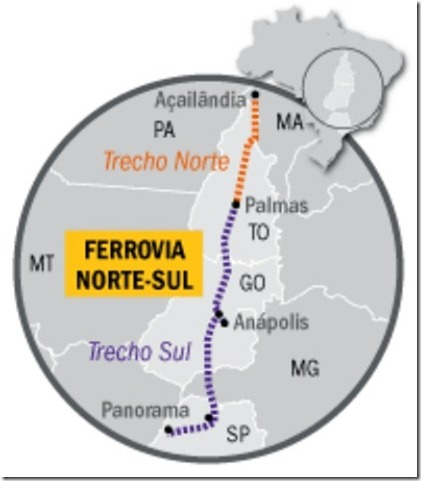 Açailândia
PA
MA
Trecho Norte
Palmas
TO
FERROVIA
NORTE-SUL
MT
GO
Anápolis
Trecho Sul
MG
Panorama
SP